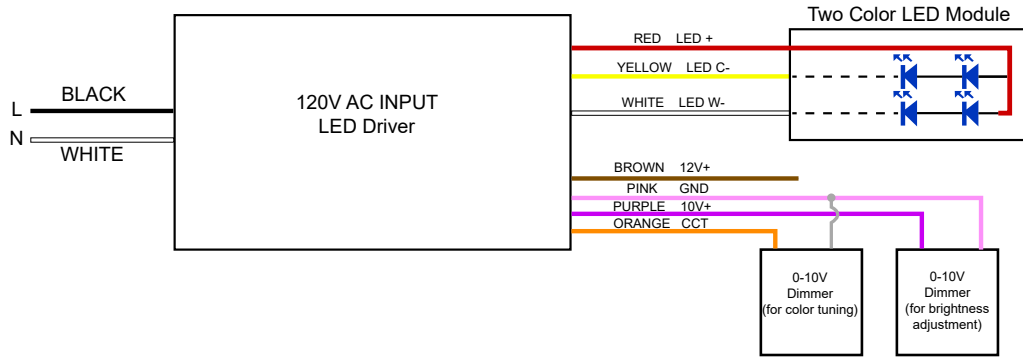 Two Color LED Module
RED LED +
YELLOW LED C-
WHITE LED W-
L BLACK
N
WHITE
120V AC INPUT
LED Driver
BROWN 12V+
PINK GND
PURPLE 10V+
ORANGE CCT
0-10V
Dimmer
(for color tuning)
0-10V
Dimmer
(for brightness
adjustment)